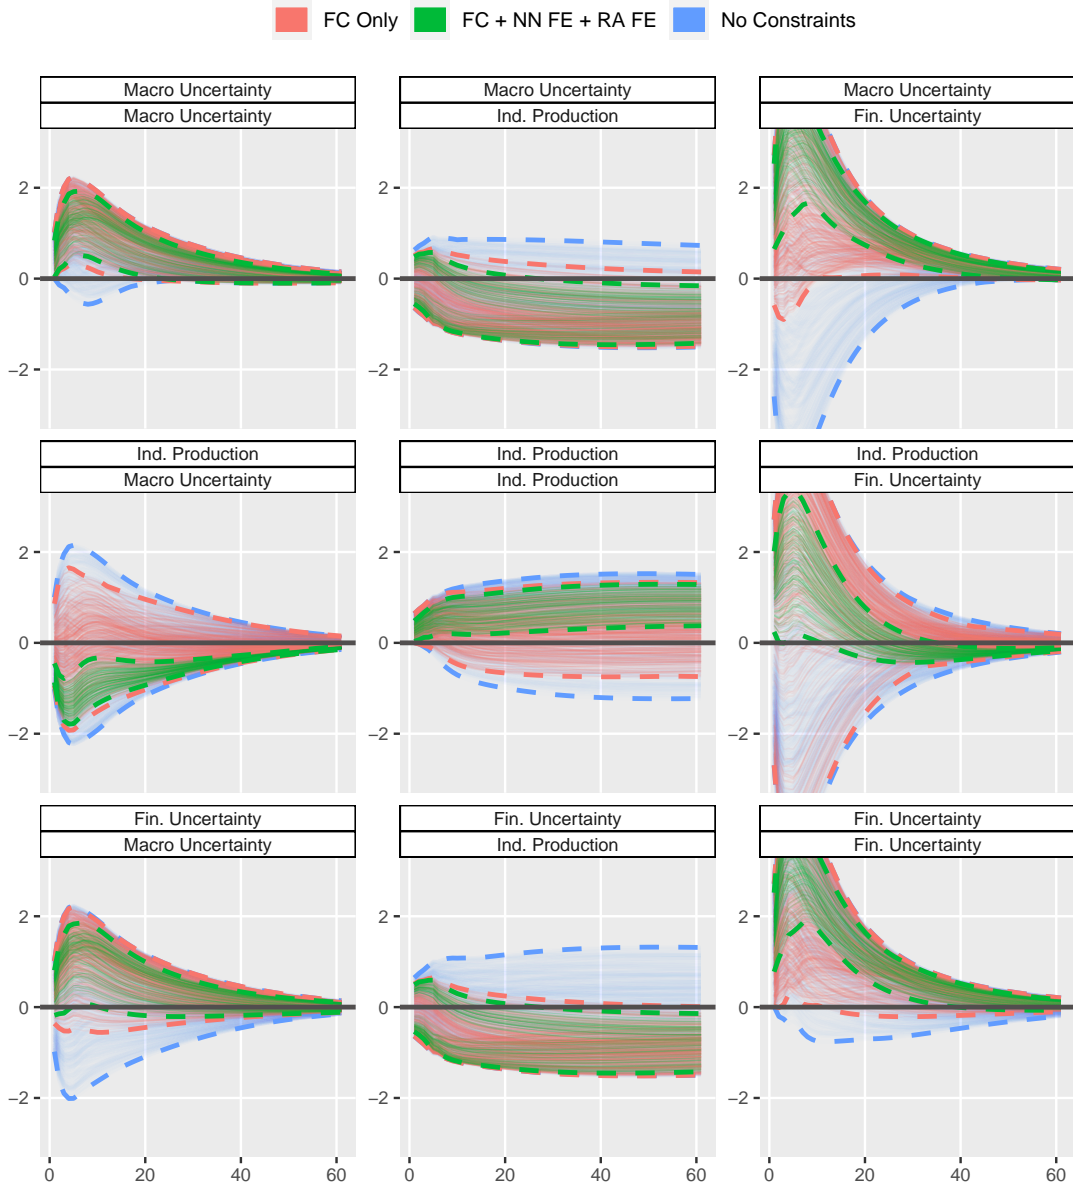 FC Only FC + NN FE + RA FE No Constraints
Macro Uncertainty Macro Uncertainty Macro Uncertainty
Macro Uncertainty Ind. Production Fin. Uncertainty
2 2 2
0 0 0
−2 −2 −2
Ind. Production Ind. Production Ind. Production
Macro Uncertainty Ind. Production Fin. Uncertainty
2 2 2
0 0 0
−2 −2 −2
Fin. Uncertainty Fin. Uncertainty Fin. Uncertainty
Macro Uncertainty Ind. Production Fin. Uncertainty
2 2 2
0 0 0
−2 −2 −2
0 20 40 60 0 20 40 60 0 20 40 60